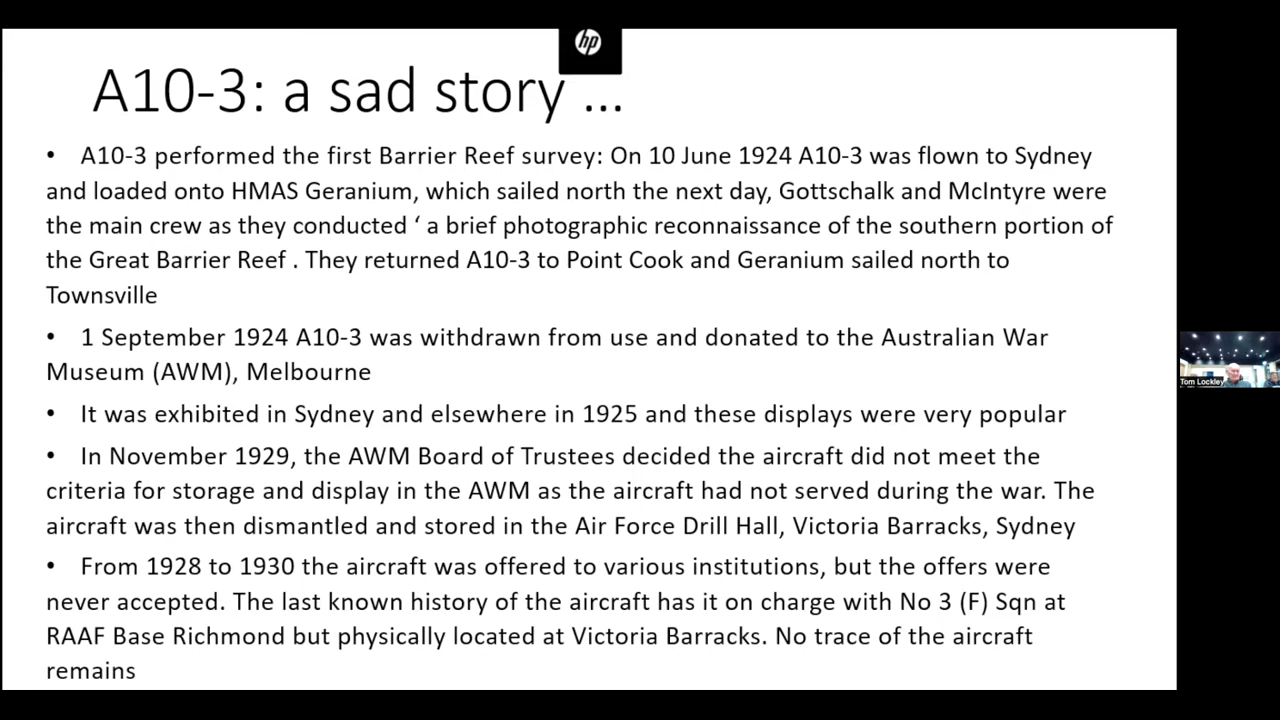 hp
A10-3: a sad story ...
• A10-3 performed the first Barrier Reef survey: On 10 June 1924 A10-3 was flown to Sydney
and loaded onto HMAS Geranium, which sailed north the next day, Gottschalk and McIntyre were
the main crew as they conducted ‘ a brief photographic reconnaissance of the southern portion of
the Great Barrier Reef . They returned A10-3 to Point Cook and Geranium sailed north to
Townsville
• 1 September 1924 A10-3 was withdrawn from use and donated to the Australian War
Museum (AWM), Melbourne
• It was exhibited in Sydney and elsewhere in 1925 and these displays were very popular
• In November 1929, the AWM Board of Trustees decided the aircraft did not meet the
criteria for storage and display in the AWM as the aircraft had not served during the war. The
aircraft was then dismantled and stored in the Air Force Drill Hall, Victoria Barracks, Sydney
• From 1928 to 1930 the aircraft was offered to various institutions, but the offers were
never accepted. The last known history of the aircraft has it on charge with No 3 (F) Sqn at
RAAF Base Richmond but physically located at Victoria Barracks. No trace of the aircraft
remains
Tom Lockley